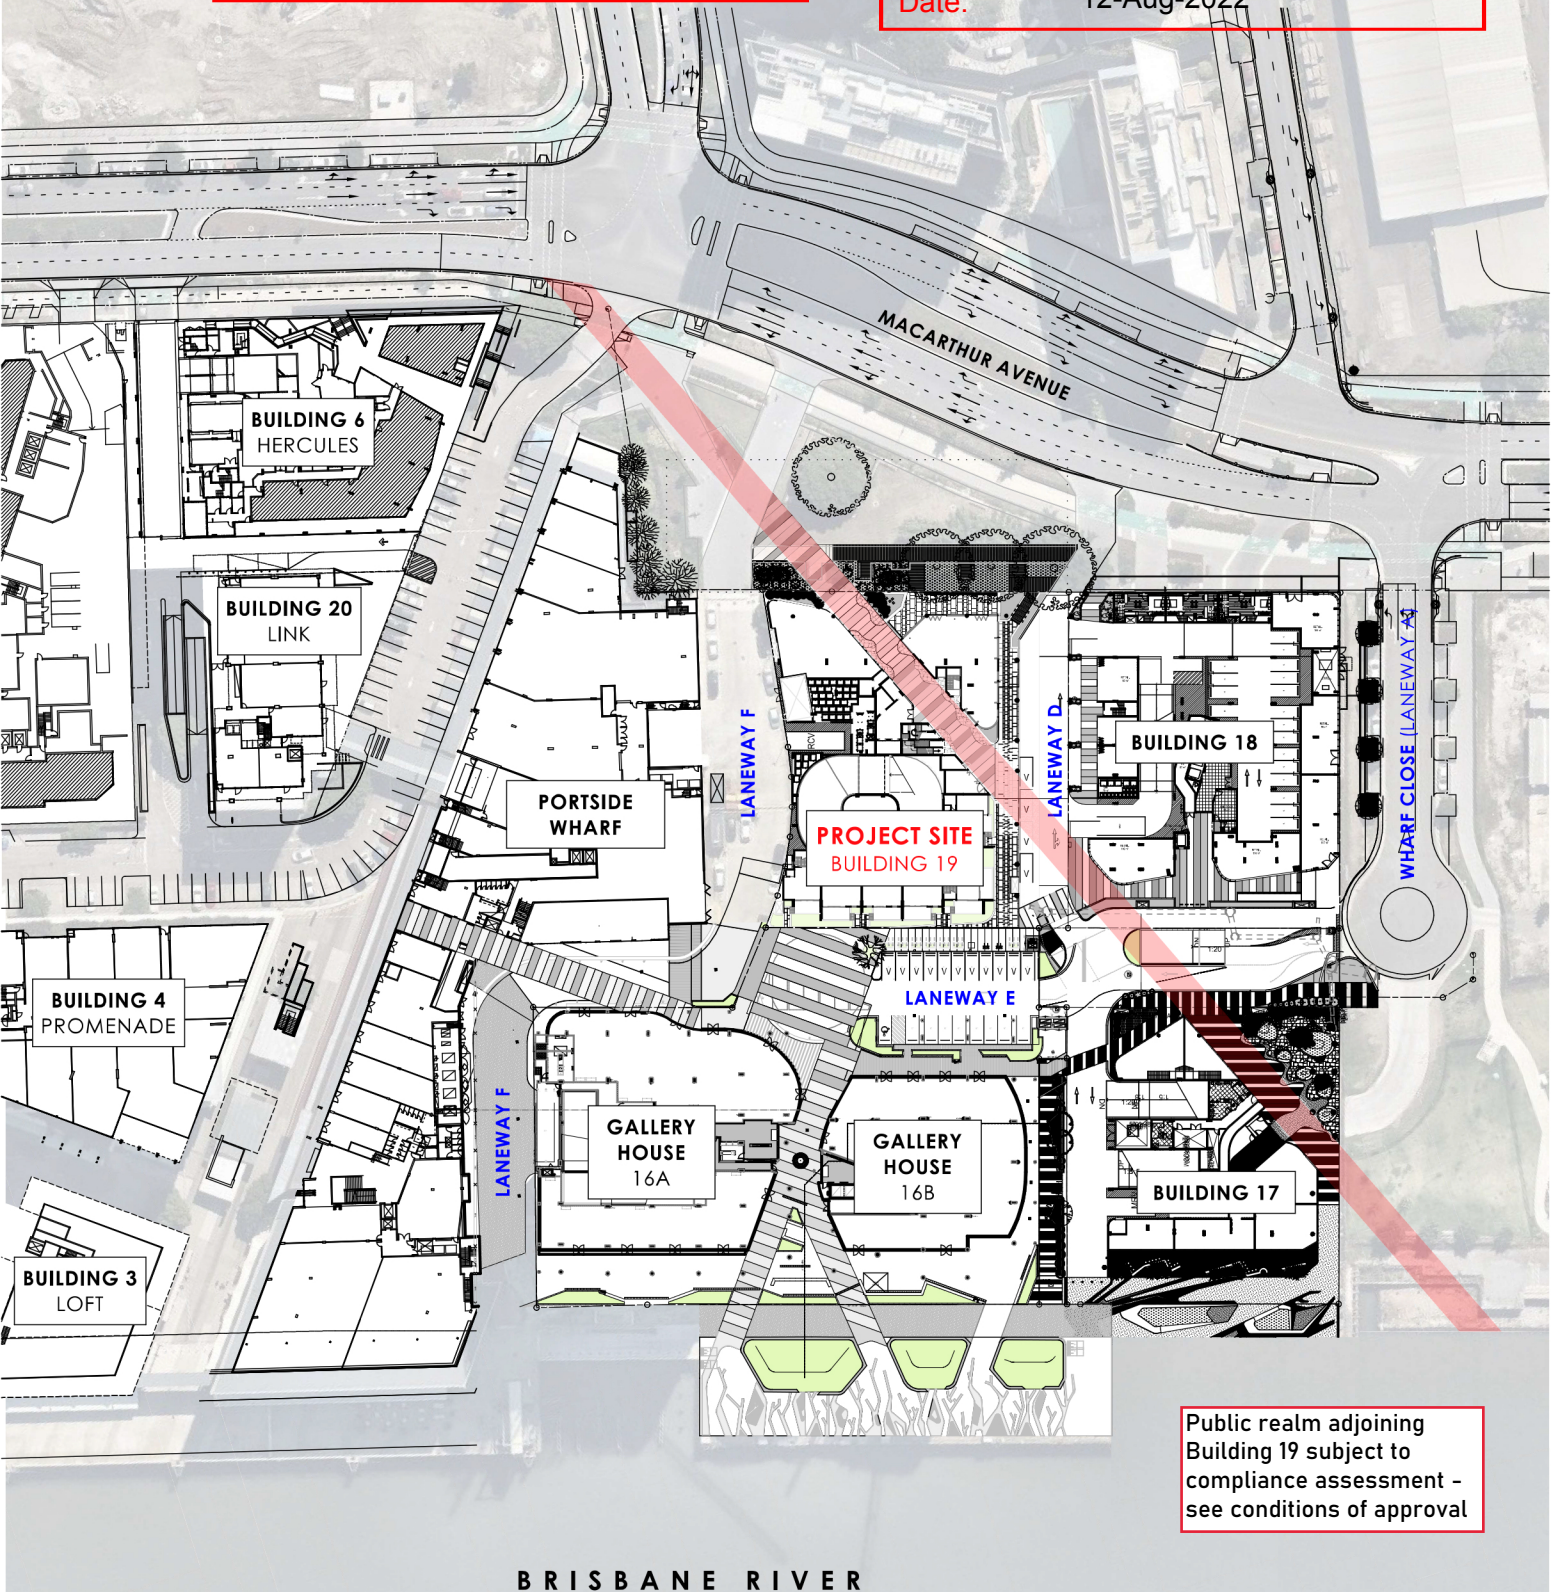 Date: 12-Aug-2022
MACARTHUR AVENUE
BUILDING 6
HERCULES
BUILDING 20
LINK
PORTSIDE
WHARF
LANEWAY F
RCV
PROJECT SITE
BUILDING 19
LANEWAY D
BUILDING 18
WHARF CLOSE (LANEWAY A)
BUILDING 4
PROMENADE
LANEWAY E
LANEWAY F
GALLERY
HOUSE
16A
GALLERY
HOUSE
16B
BUILDING 17
BUILDING 3
LOFT
Public realm adjoining
Building 19 subject to
compliance assessment -
see conditions of approval
BRISBANE RIVER